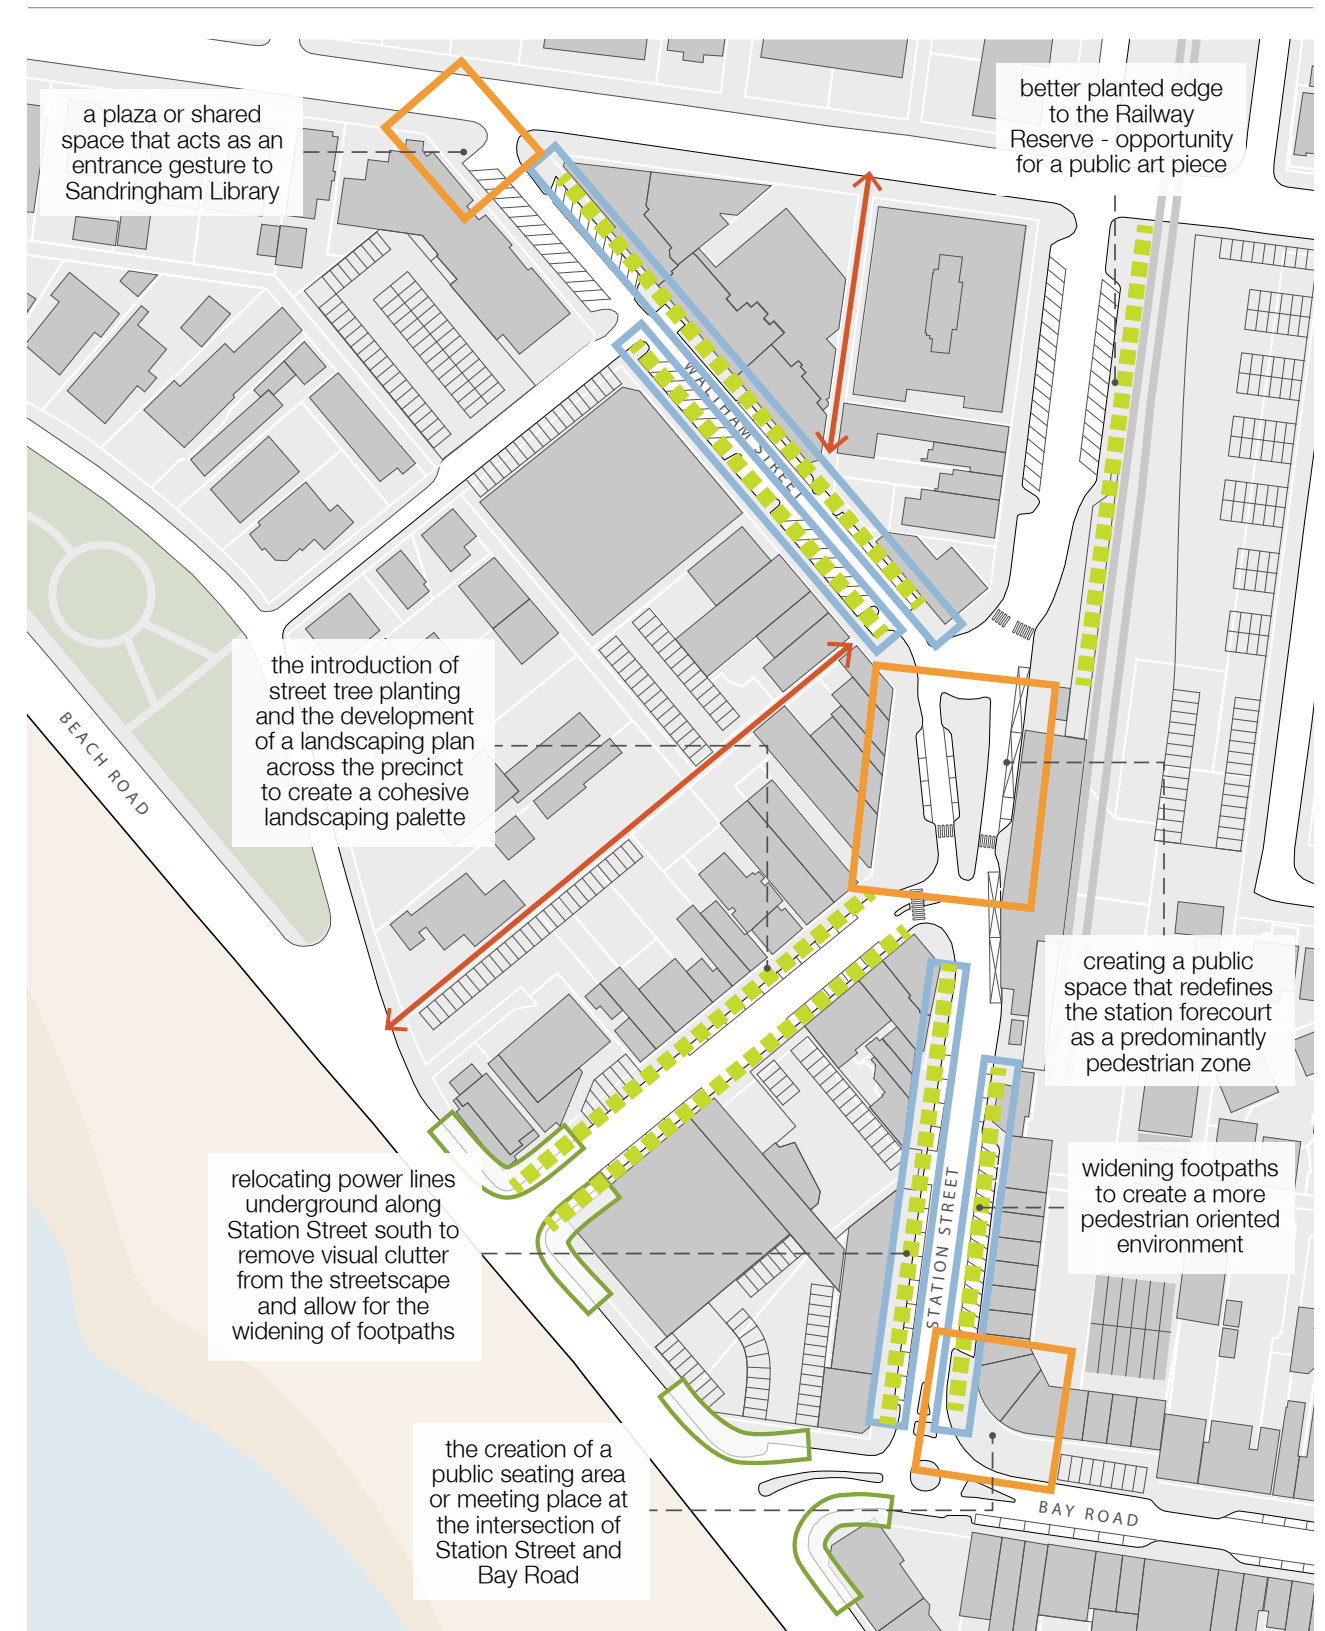 a plaza or shared
space that acts as an
entrance gesture to
Sandringham Library
better planted edge
to the Railway
Reserve - opportunity
for a public art piece
WALTHAM STREET
the introduction of
street tree planting
and the development
of a landscaping plan
across the precinct
to create a cohesive
landscaping palette
BEACH ROAD
creating a public
space that redefines
the station forecourt
as a predominantly
pedestrian zone
relocating power lines
underground along
Station Street south to
remove visual clutter
from the streetscape
and allow for the
widening of footpaths
STATION STREET
widening footpaths
to create a more
pedestrian oriented
environment
the creation of a
public seating area
or meeting place at
the intersection of
Station Street and
Bay Road
BAY ROAD